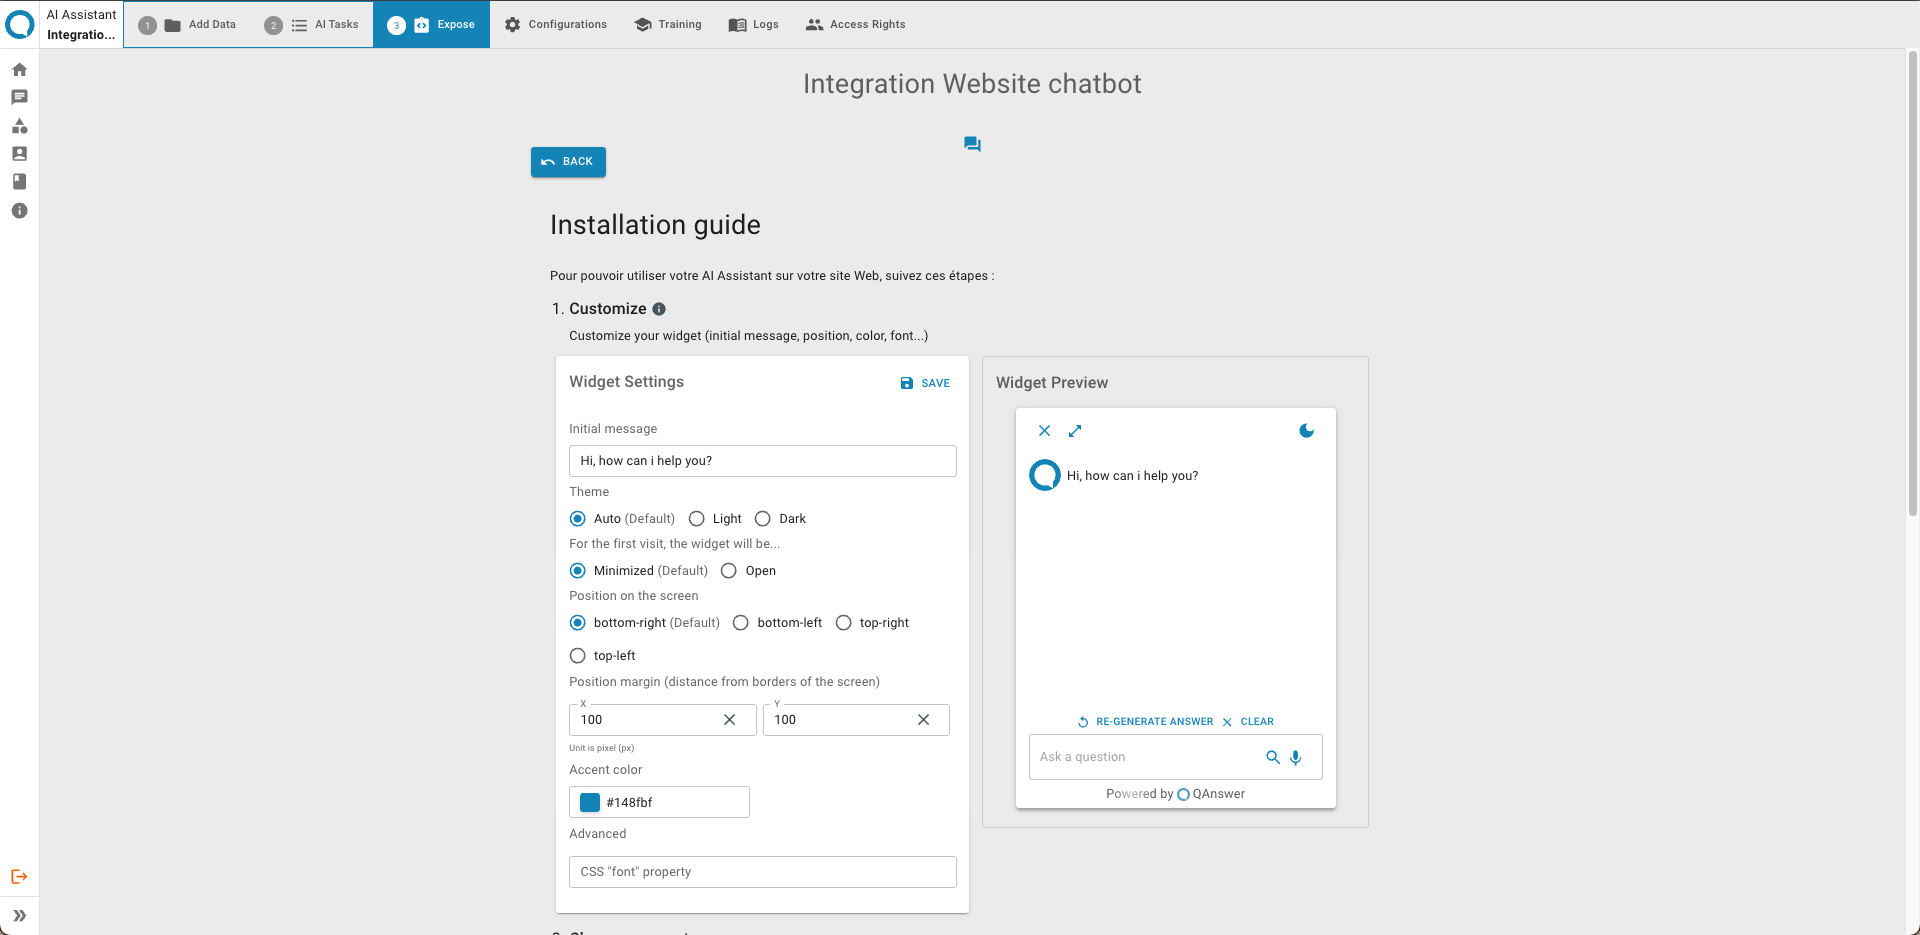 AI Assistant
Integratio...
1 Add Data
2 AI Tasks
3 Expose
Configurations
Training
Logs
Access Rights
Integration Website chatbot
BACK
Installation guide
Pour pouvoir utiliser votre AI Assistant sur votre site Web, suivez ces étapes :
1. Customize
Customize your widget (initial message, position, color, font...)
Widget Settings
SAVE
Initial message
Hi, how can i help you?
Theme
Auto (Default) Light Dark
For the first visit, the widget will be...
Minimized (Default) Open
Position on the screen
bottom-right (Default) bottom-left top-right
top-left
Position margin (distance from borders of the screen)
X Y
100 100
Unit is pixel (px)
Accent color
#148fbf
Advanced
CSS "font" property
Widget Preview
Hi, how can i help you?
RE-GENERATE ANSWER CLEAR
Ask a question
Powered by QAnswer